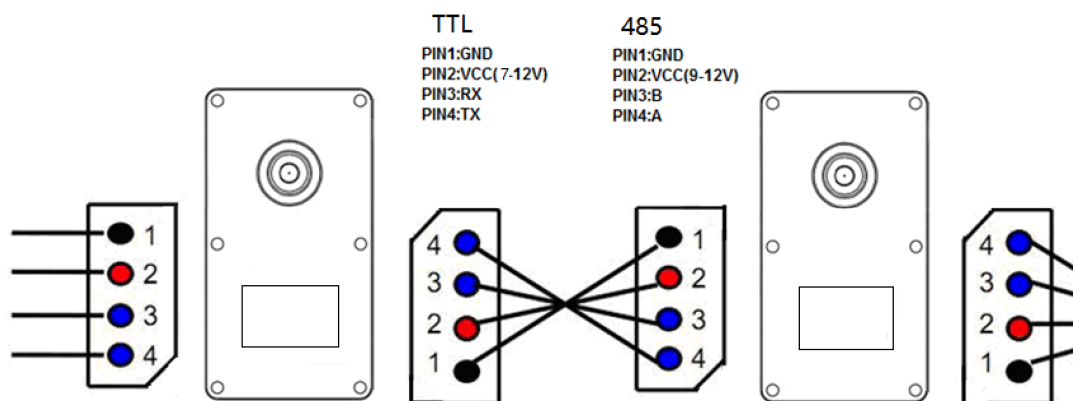 TTL
PIN1:GND
PIN2:VCC(7-12V)
PIN3:RX
PIN4:TX
485
PIN1:GND
PIN2:VCC(9-12V)
PIN3:B
PIN4:A
1
2
3
4
4
3
2
1
1
2
3
4
4
3
2
1